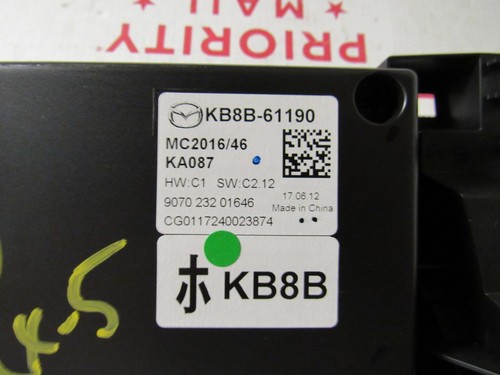 MAIL
PRIORITY
KB8B-61190
MC2016/46
KA087
HW:C1 SW:C2.12
17.06.12
9070 232 01646
Made in China
CG0117240023874
ホ KB8B
x.5